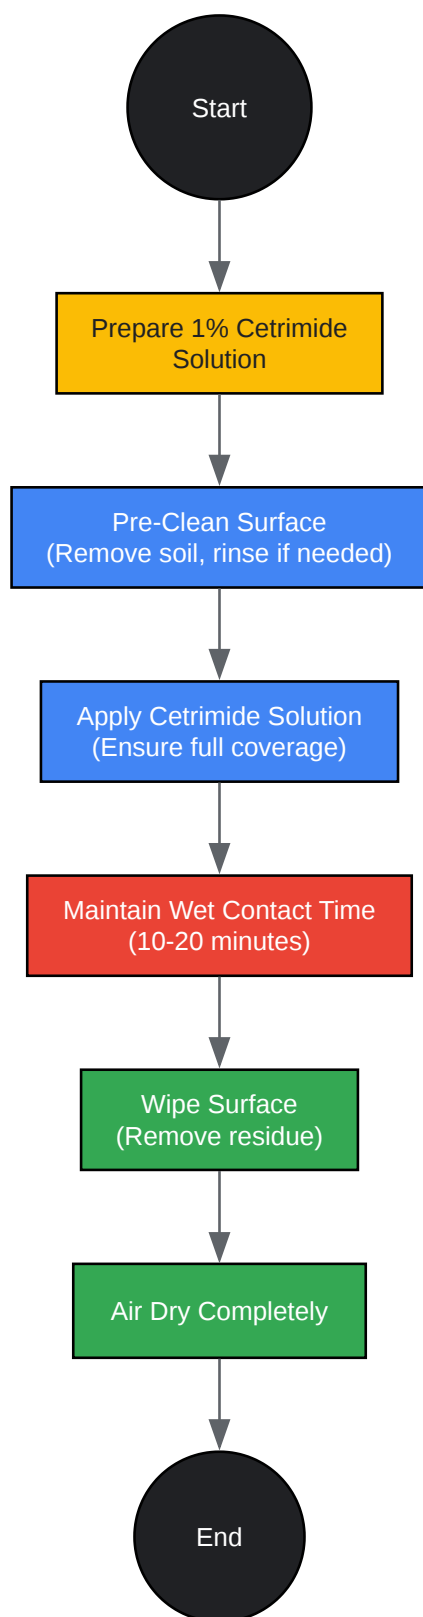 Start
Prepare 1% Cetrimide
Solution
Pre-Clean Surface
(Remove soil, rinse if needed)
Apply Cetrimide Solution
(Ensure full coverage)
Maintain Wet Contact Time
(10-20 minutes)
Wipe Surface
(Remove residue)
Air Dry Completely
End